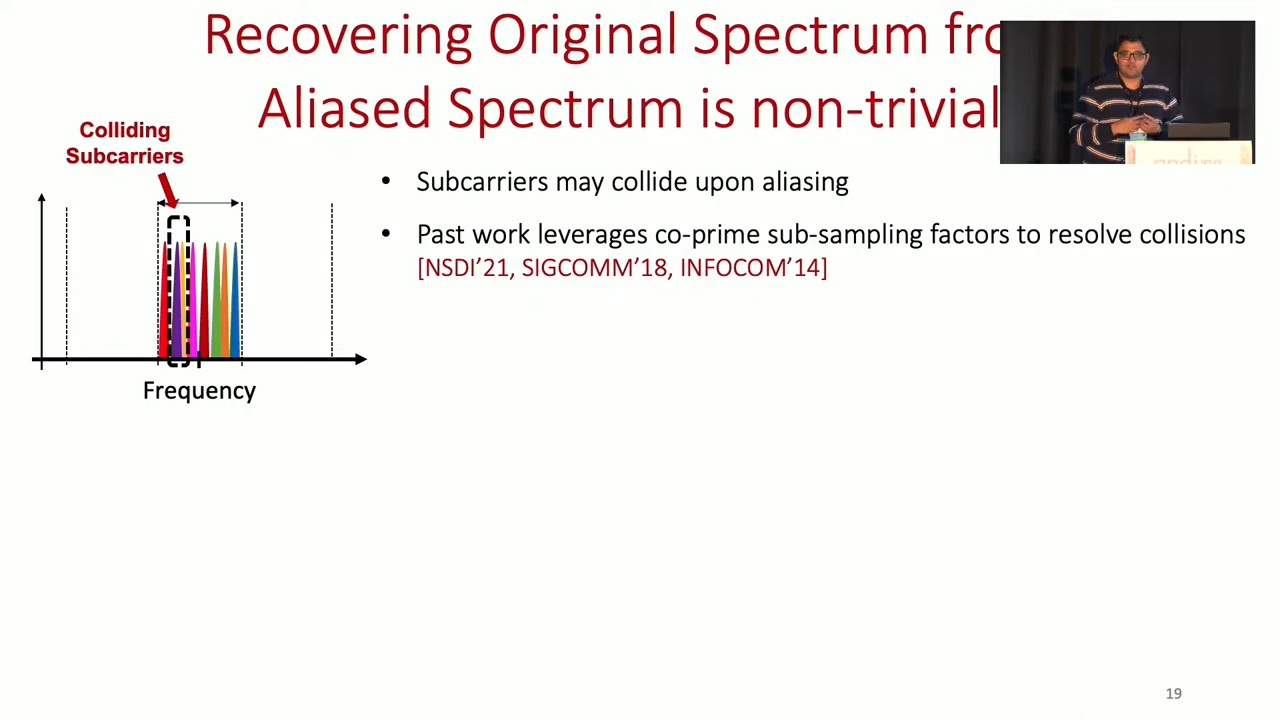 Recovering Original Spectrum fro
Aliased Spectrum is non-trivial
Colliding
Subcarriers
• Subcarriers may collide upon aliasing
• Past work leverages co-prime sub-sampling factors to resolve collisions
[NSDI’21, SIGCOMM’18, INFOCOM’14]
Frequency
19